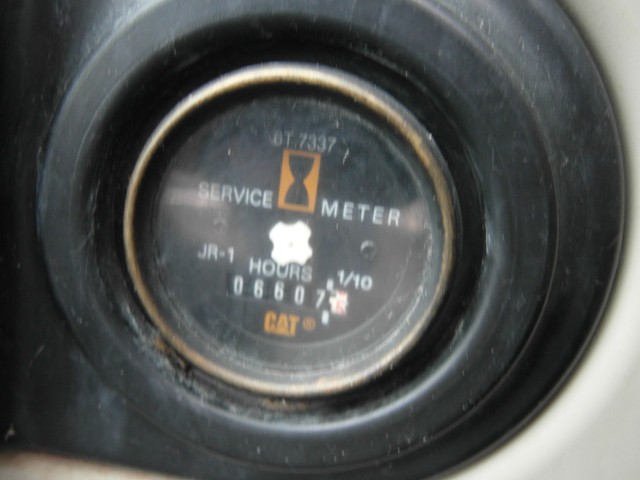 6T 7337
SERVICE METER
JR-1 HOURS 1/10
06607
CAT ®